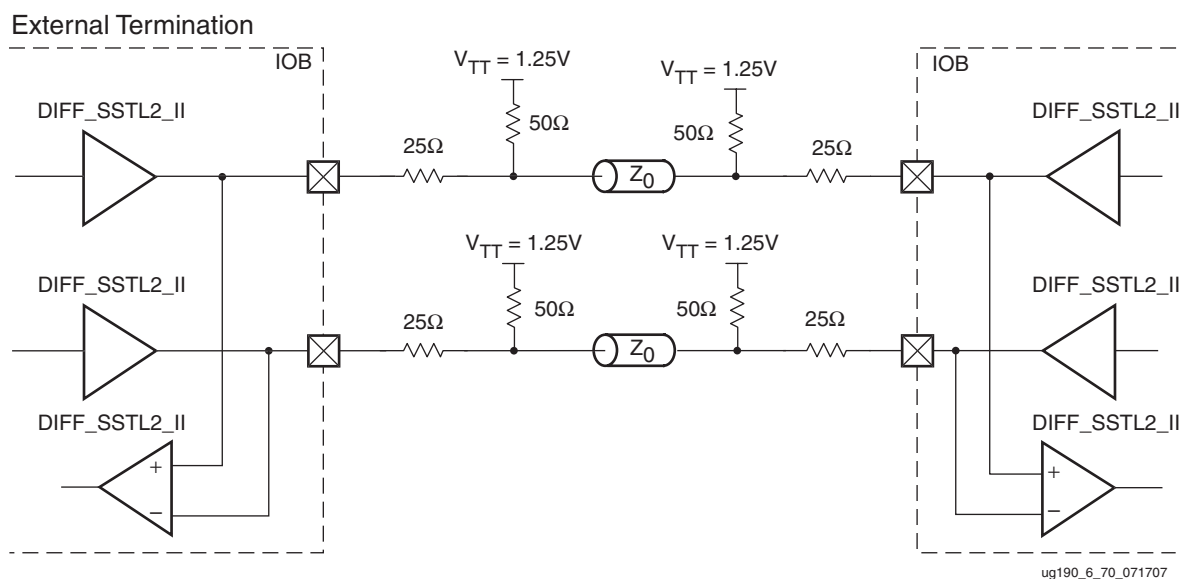 External Termination
IOB
IOB
V_TT = 1.25V
V_TT = 1.25V
DIFF_SSTL2_II
DIFF_SSTL2_II
50Ω
50Ω
25Ω
25Ω
Z_0
V_TT = 1.25V
V_TT = 1.25V
DIFF_SSTL2_II
DIFF_SSTL2_II
50Ω
50Ω
25Ω
25Ω
Z_0
DIFF_SSTL2_II
DIFF_SSTL2_II
+
+
–
–
ug190_6_70_071707